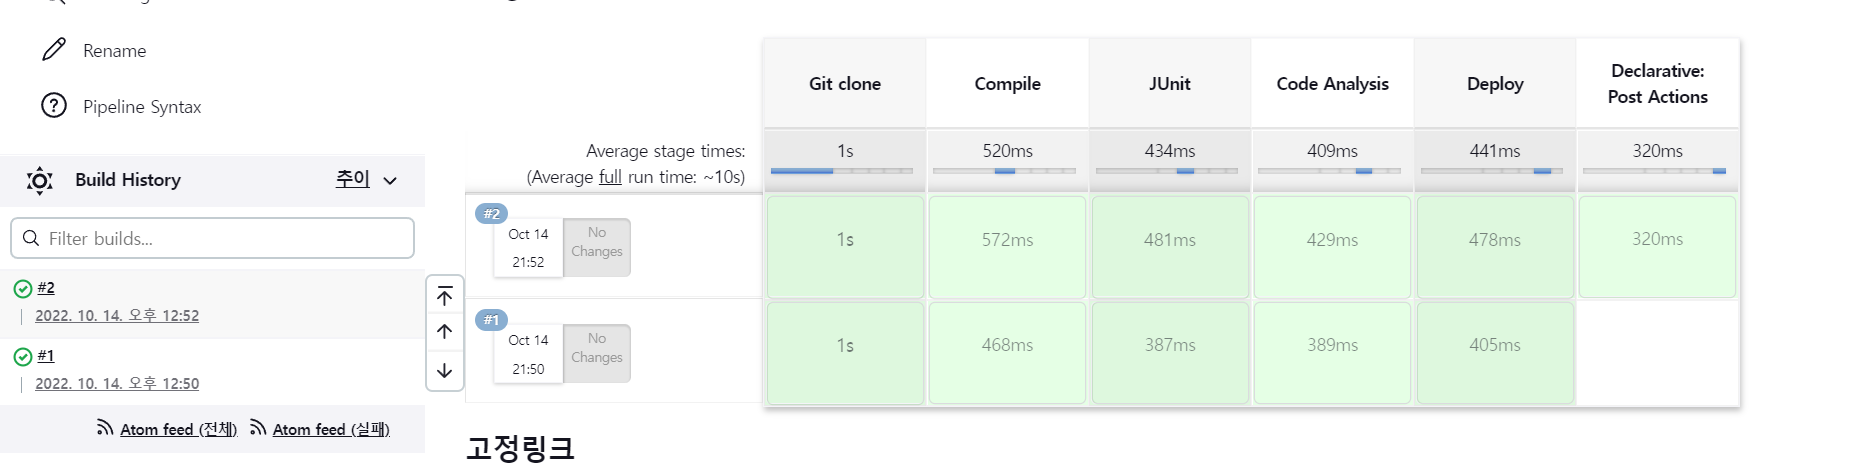 Rename
Pipeline Syntax
Build History 추이
Filter builds...
#2
2022. 10. 14. 오후 12:52
#1
2022. 10. 14. 오후 12:50
Atom feed (전체) Atom feed (실패)
Git clone Compile JUnit Code Analysis Deploy Declarative: Post Actions
Average stage times: 1s 520ms 434ms 409ms 441ms 320ms
(Average full run time: ~10s)
#2
Oct 14 No Changes
21:52
1s 572ms 481ms 429ms 478ms 320ms
#1
Oct 14 No Changes
21:50
1s 468ms 387ms 389ms 405ms
고정링크